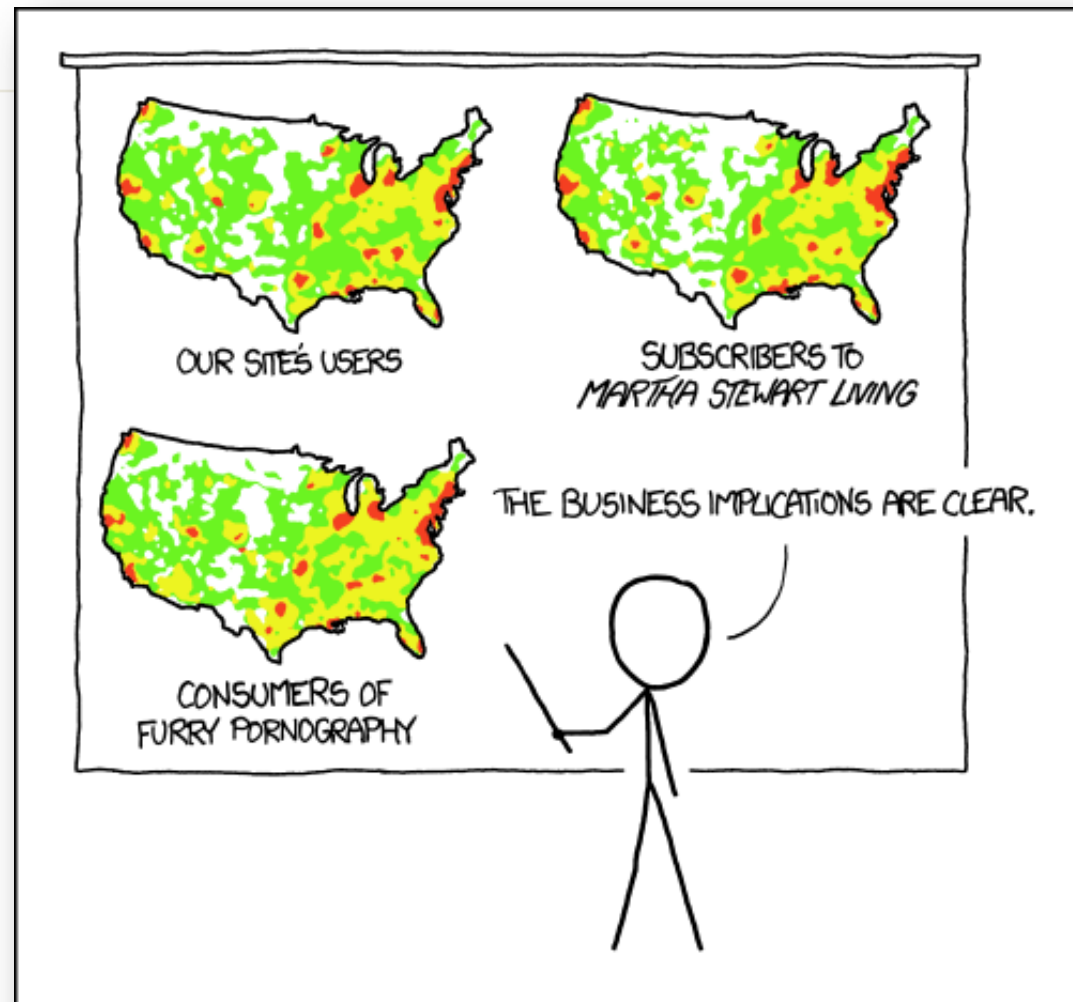 OUR SITE'S USERS
SUBSCRIBERS TO
MARTHA STEWART LIVING
CONSUMERS OF
FURRY PORNOGRAPHY
THE BUSINESS IMPLICATIONS ARE CLEAR.